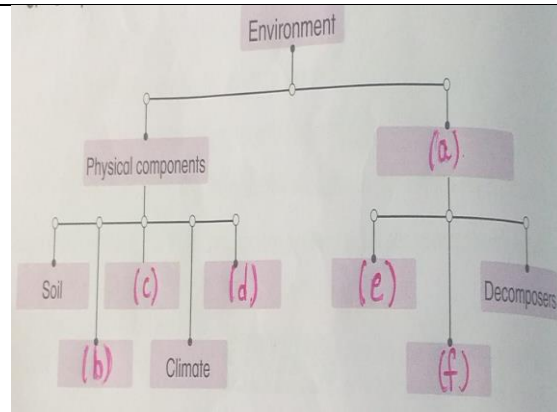 Environment
Physical components
(a).
Soil
(c)
(d)
(e)
Decomposers
(b)
Climate
(f)